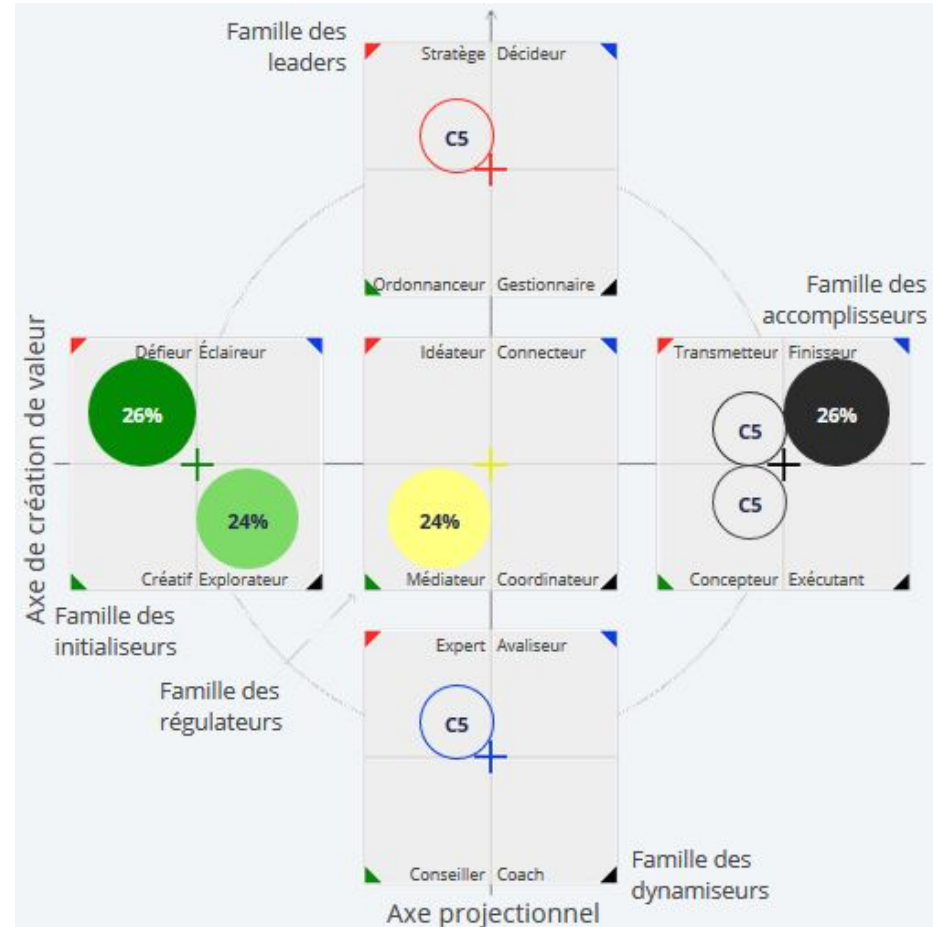 Famille des
leaders
Stratège Décideur
C5
Ordonnanceur Gestionnaire
Famille des
accomplisseurs
Axe de création de valeur
Défieur Éclaireur
26%
24%
Créatif Explorateur
Idéateur Connecteur
24%
Médiateur Coordinateur
Transmetteur Finisseur
C5
26%
C5
Concepteur Exécutant
Famille des
initialiseurs
Famille des
régulateurs
Expert Avaliseur
C5
Conseiller Coach
Famille des
dynamiseurs
Axe projectionnel